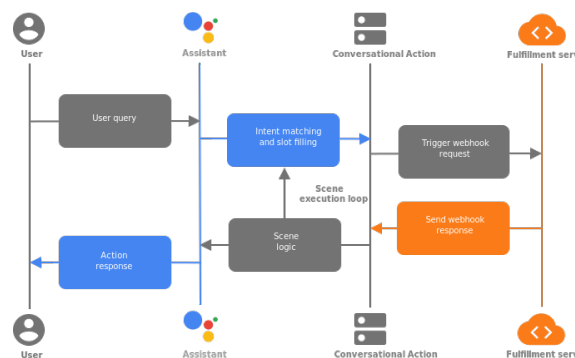 User
Assistant
Conversational Action
Fulfillment serv
User query
Intent matching
and slot filling
Trigger webhook
request
Scene
execution loop
Action
response
Scene
logic
Send webhook
response
User
Assistant
Conversational Action
Fulfillment serv